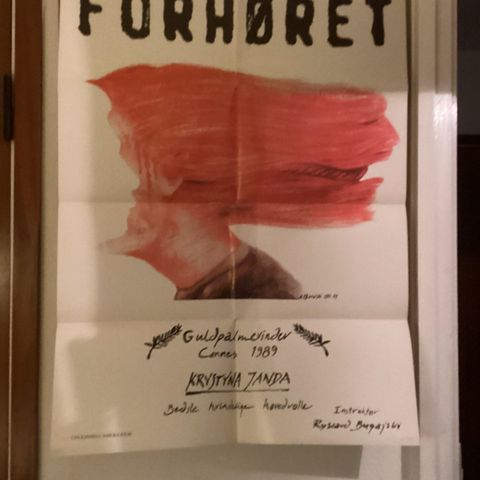 FORHØRET
Guldpalmevinder
Cannes 1989
KRYSTYNA JANDA
Bedste kvindelige hovedrolle
Instruktør
Ryszard Bugajski